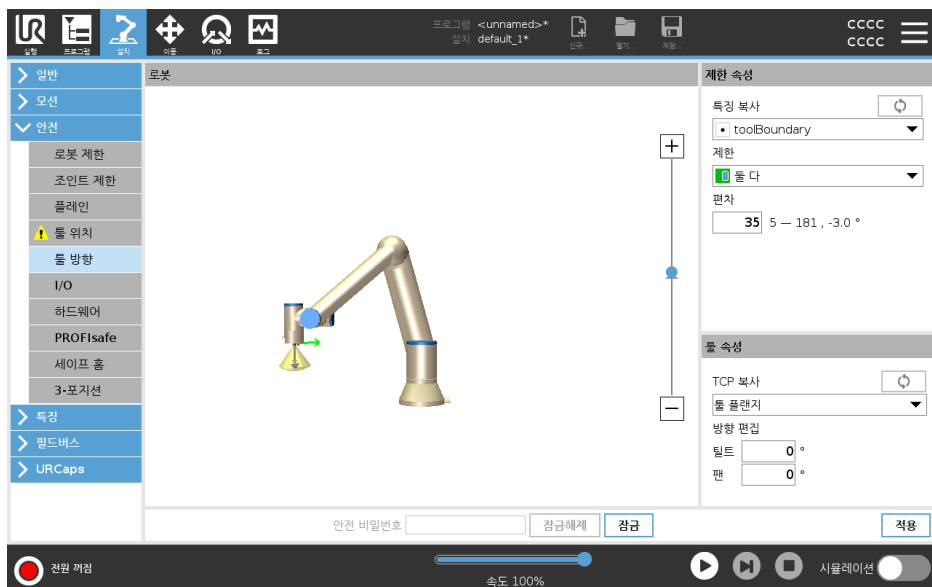 UR
실행
프로그램
설치
이동
I/O
로그
프로그램 <unnamed>*
설치 default_1*
신규...
열기...
저장...
cccc
cccc
일반
모션
안전
로봇 제한
조인트 제한
플레인
툴 위치
툴 방향
I/O
하드웨어
PROFIsafe
세이프 홈
3-포지션
특징
필드버스
URCaps
로봇
제한 속성
특징 복사
toolBoundary
제한
둘 다
편차
35 5 — 181 , -3.0 °
툴 속성
TCP 복사
툴 플랜지
방향 편집
틸트 0 °
팬 0 °
안전 비밀번호
잠금해제
잠금
적용
전원 꺼짐
속도 100%
시뮬레이션